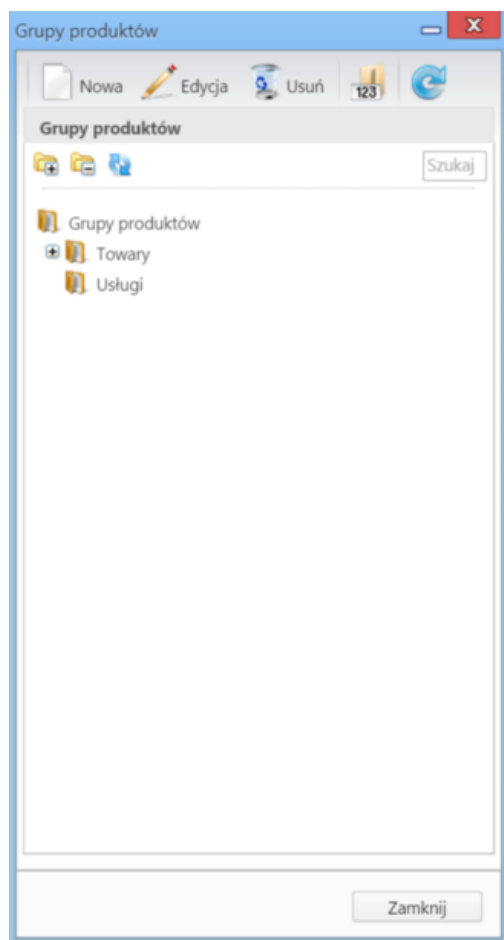 Grupy produktów
Nowa Edycja Usuń 123
Grupy produktów
Szukaj
Grupy produktów
Towary
Usługi
Zamknij